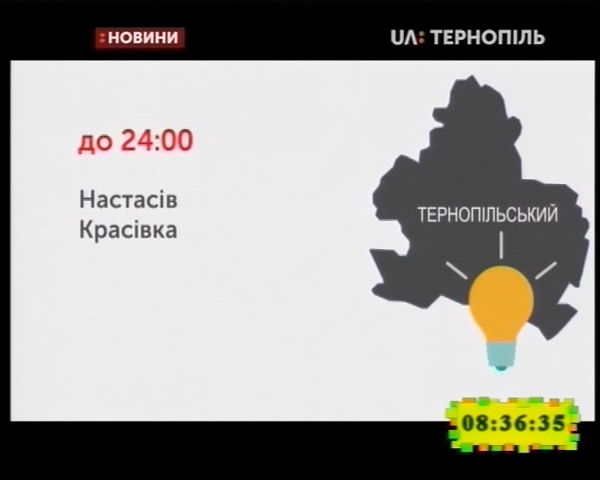 :НОВИНИ
UA: ТЕРНОПІЛЬ
до 24:00
Настасів
Красівка
ТЕРНОПІЛЬСЬКИЙ
08:36:35